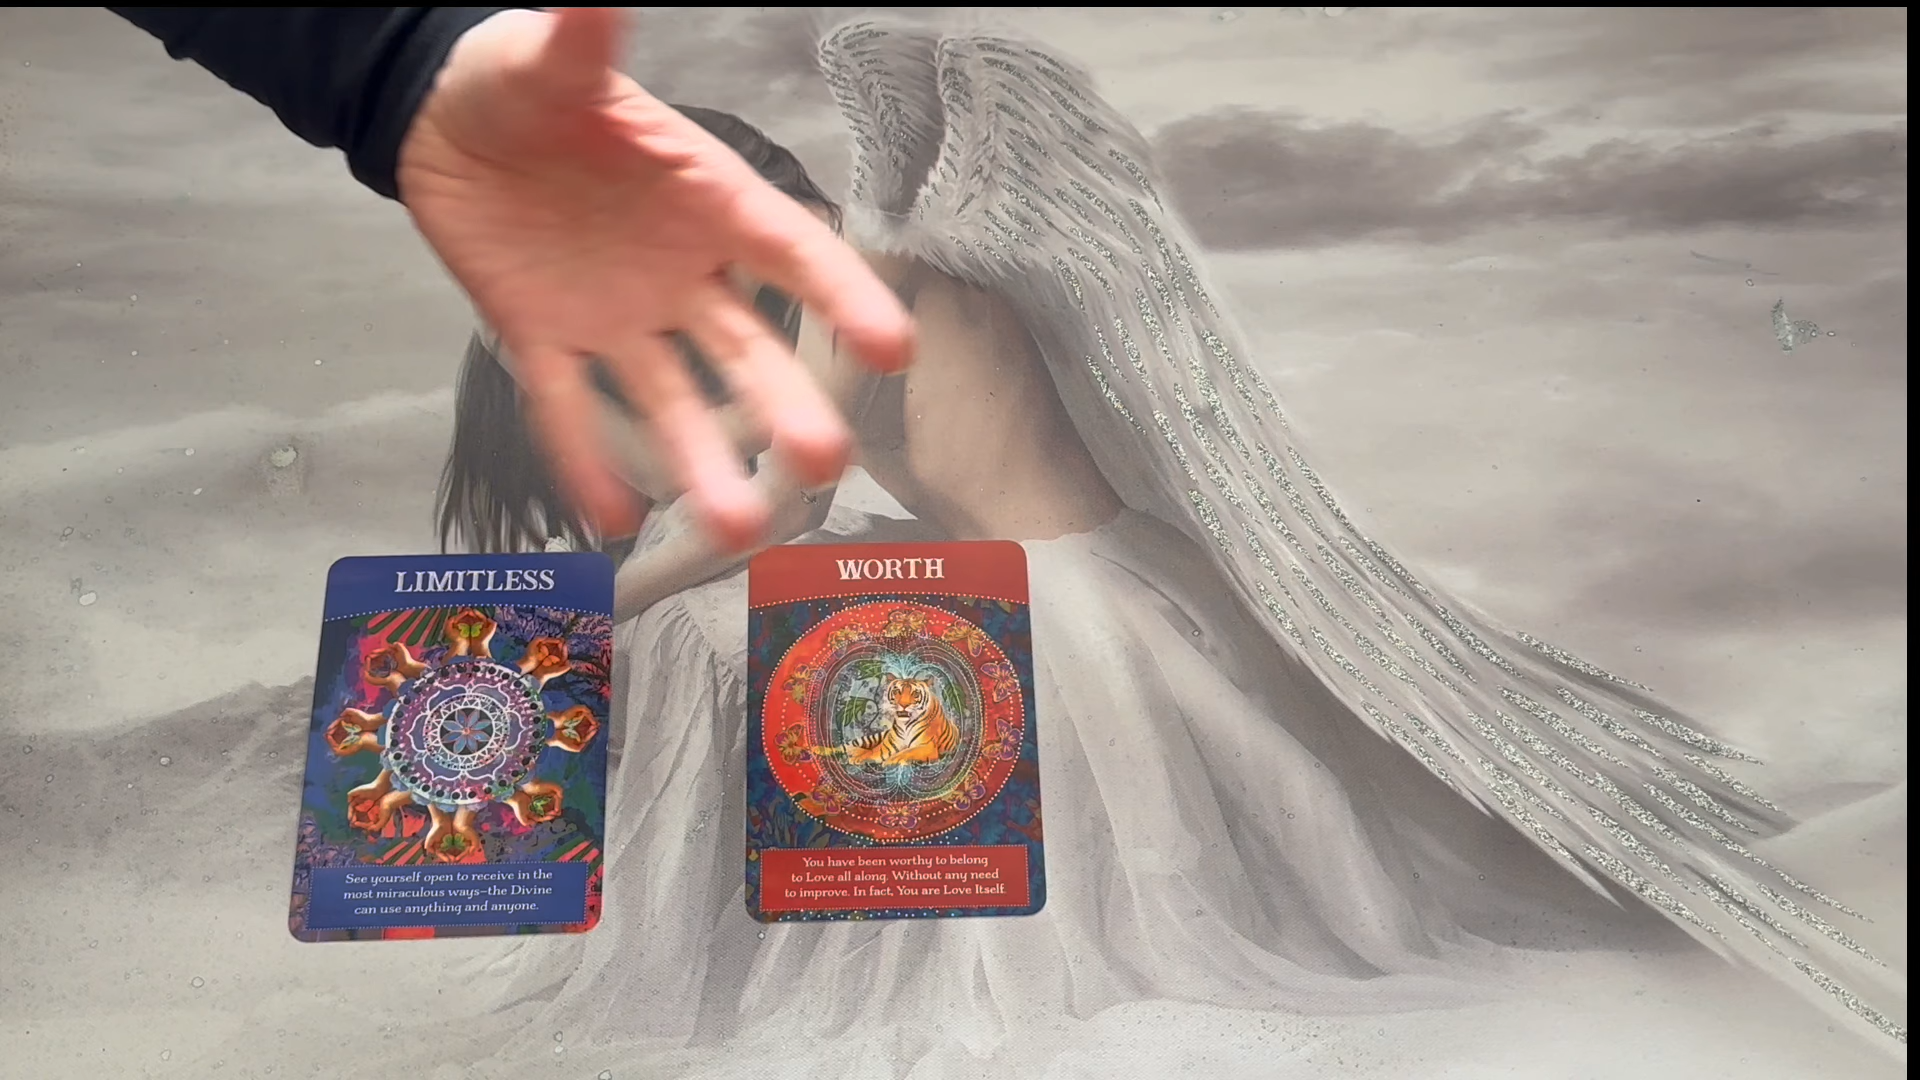 LIMITLESS
See yourself open to receive in the
most miraculous ways—the Divine
can use anything and anyone.
WORTH
You have been worthy to belong
to Love all along. Without any need
to improve. In fact, You are Love Itself.